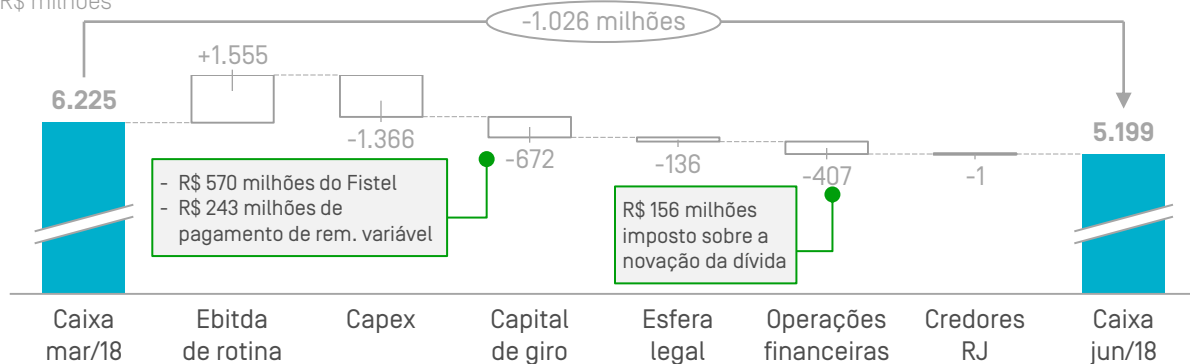 R$ milhões
-1.026 milhões
+1.555
6.225
-1.366
-672
-136
-407
-1
5.199
- R$ 570 milhões do Fistel
- R$ 243 milhões de
pagamento de rem. variável
R$ 156 milhões
imposto sobre a
novação da dívida
Caixa
mar/18
Ebitda
de rotina
Capex
Capital
de giro
Esfera
legal
Operações
financeiras
Credores
RJ
Caixa
jun/18